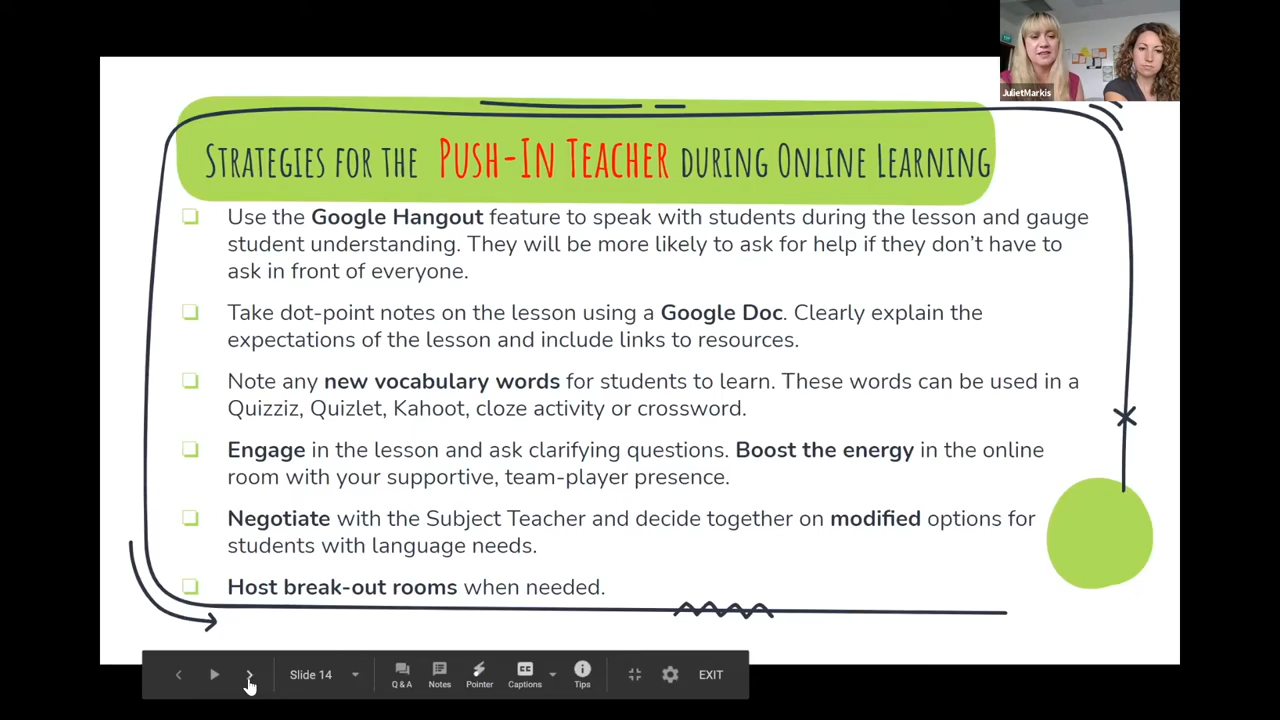 JulietMarkis
Strategies for the Push-In Teacher during Online Learning
Use the Google Hangout feature to speak with students during the lesson and gauge
student understanding. They will be more likely to ask for help if they don't have to
ask in front of everyone.
Take dot-point notes on the lesson using a Google Doc. Clearly explain the
expectations of the lesson and include links to resources.
Note any new vocabulary words for students to learn. These words can be used in a
Quizziz, Quizlet, Kahoot, cloze activity or crossword.
Engage in the lesson and ask clarifying questions. Boost the energy in the online
room with your supportive, team-player presence.
Negotiate with the Subject Teacher and decide together on modified options for
students with language needs.
Host break-out rooms when needed.
Slide 14
Q & A
Notes
Pointer
CC
Captions
Tips
EXIT